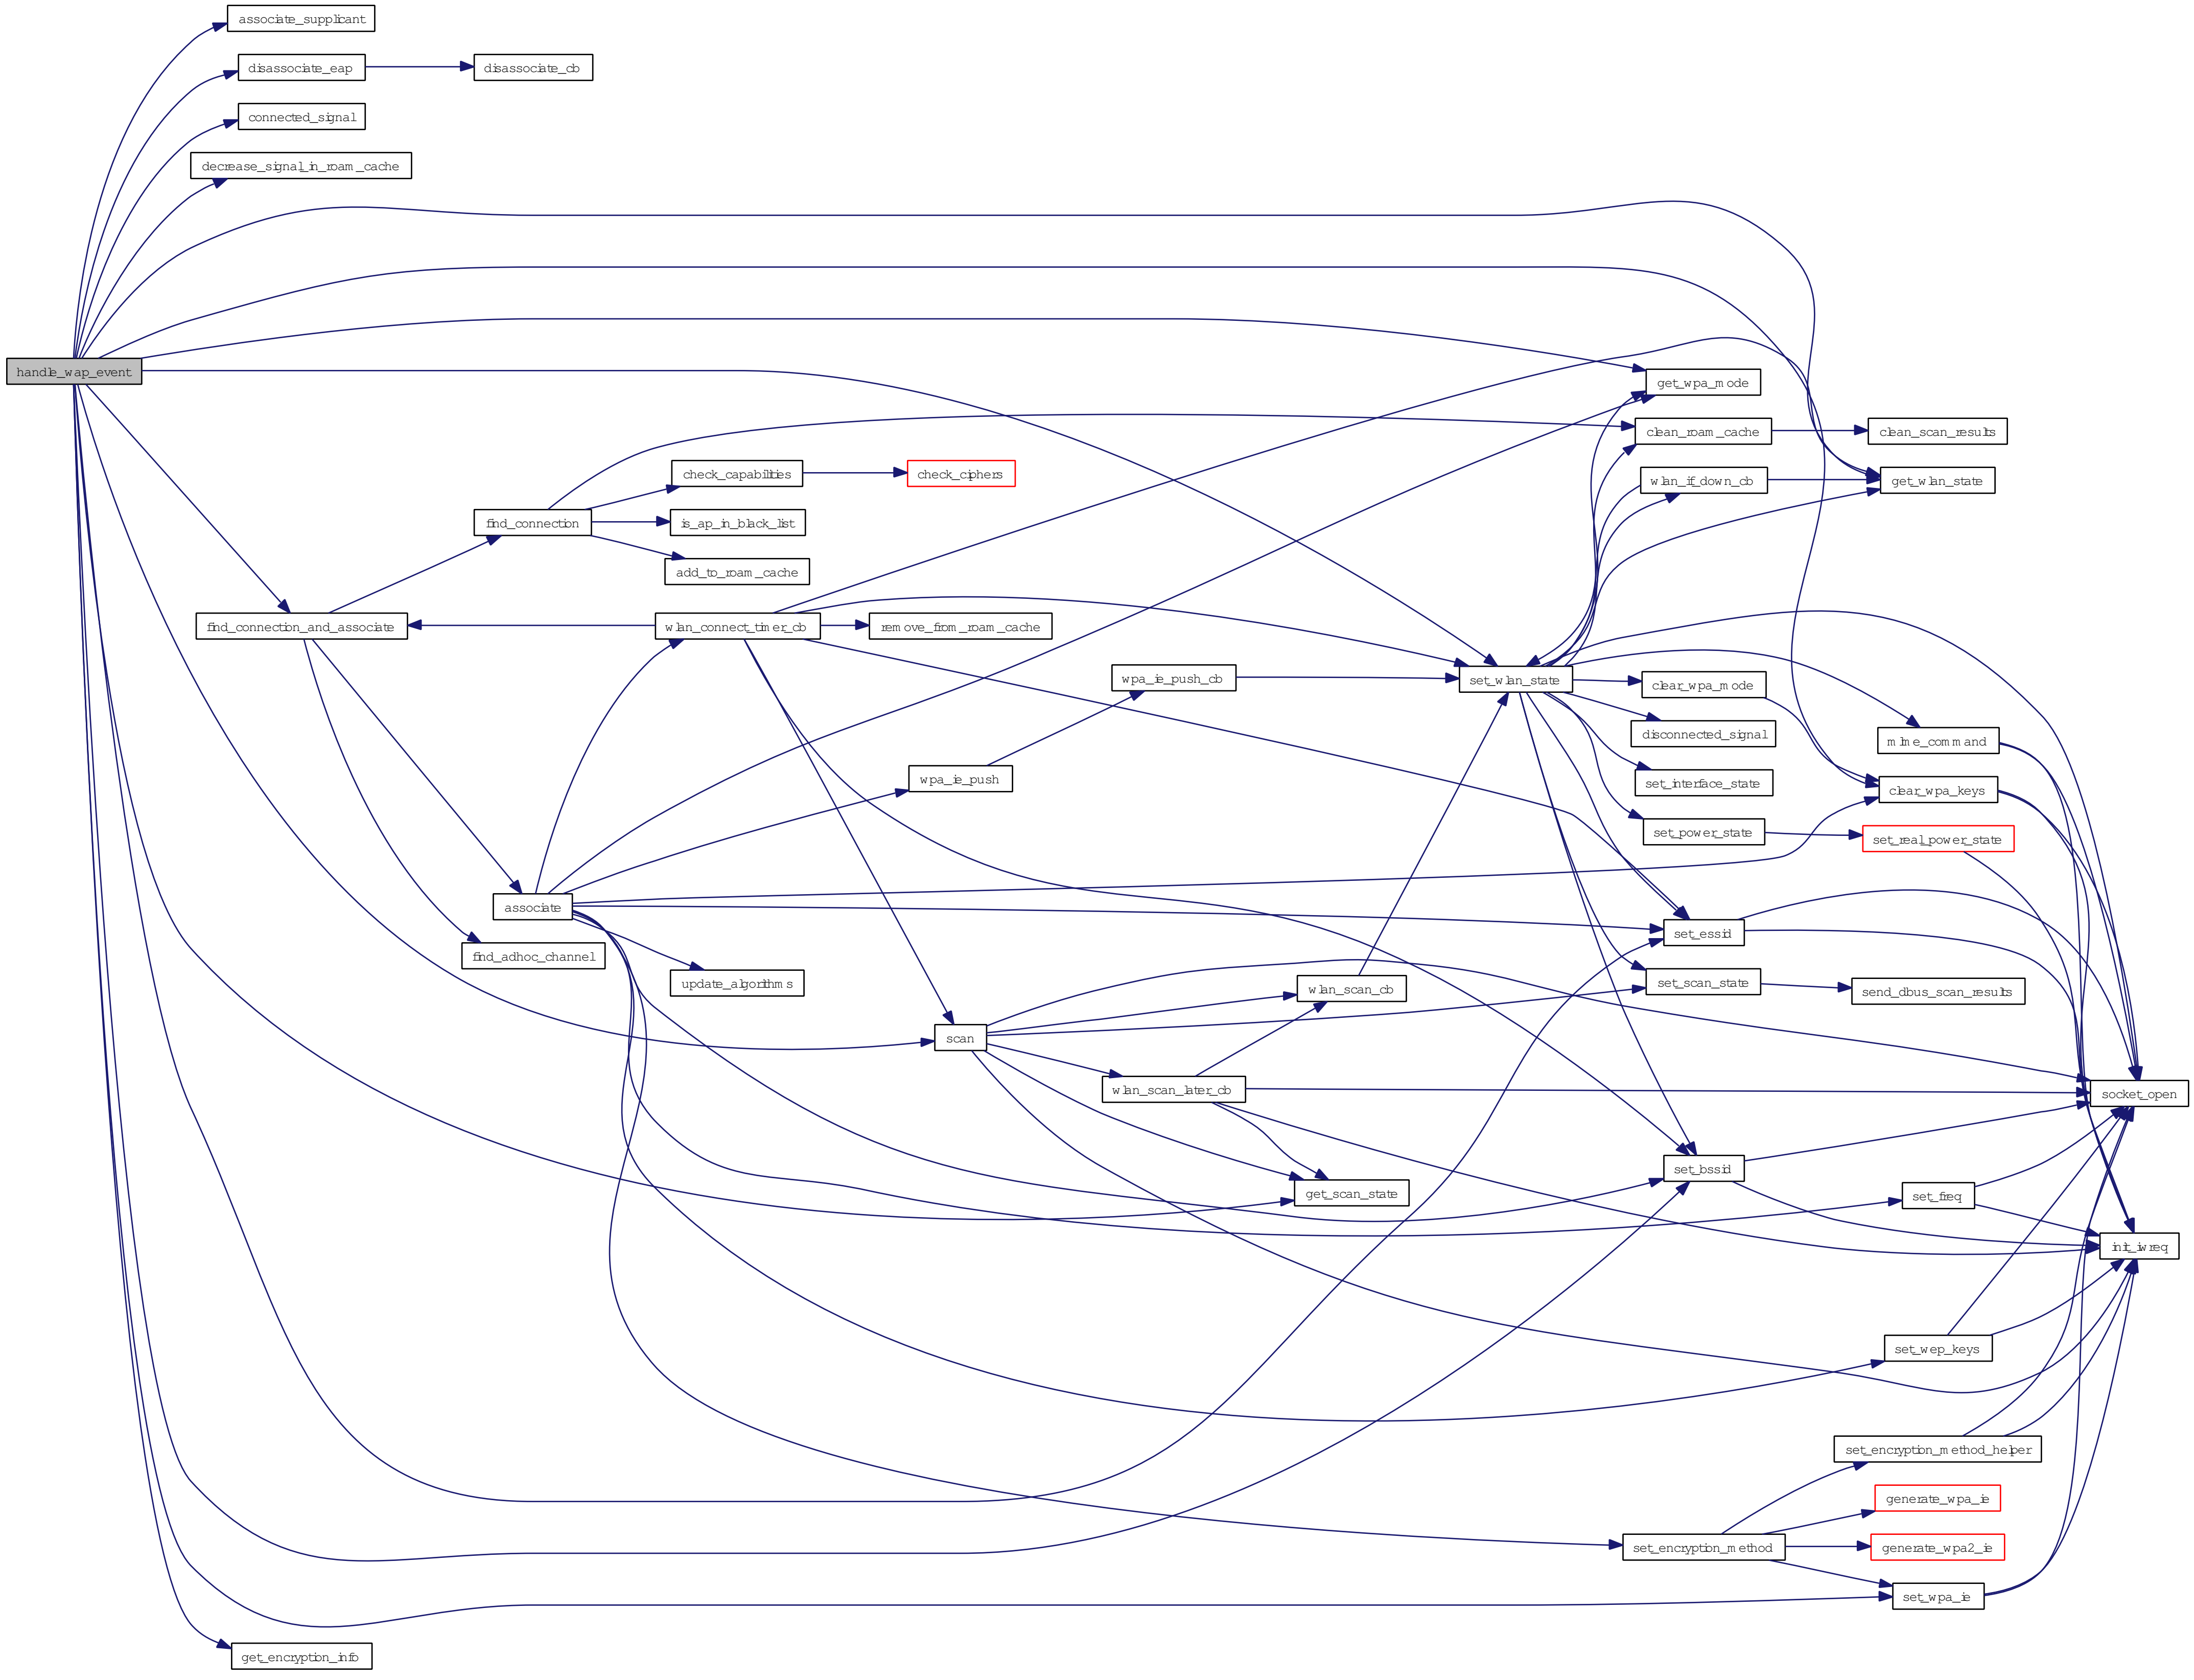 associate_supplicant
disassociate_eap
disassociate_cb
connected_signal
decrease_signal_in_roam_cache
handle_wap_event
get_wpa_mode
clean_roam_cache
clean_scan_results
check_capabilities
check_ciphers
wlan_if_down_cb
get_wlan_state
find_connection
is_ap_in_black_list
add_to_roam_cache
find_connection_and_associate
wlan_connect_timer_cb
remove_from_roam_cache
wpa_ie_push_cb
set_wlan_state
clear_wpa_mode
disconnected_signal
mlme_command
wpa_ie_push
set_interface_state
clear_wpa_keys
set_power_state
set_real_power_state
associate
set_essid
find_adhoc_channel
update_algorithms
wlan_scan_cb
set_scan_state
send_dbus_scan_results
scan
wlan_scan_later_cb
socket_open
set_bssid
get_scan_state
set_freq
init_iwreq
set_wep_keys
set_encryption_method_helper
generate_wpa_ie
set_encryption_method
generate_wpa2_ie
set_wpa_ie
get_encryption_info